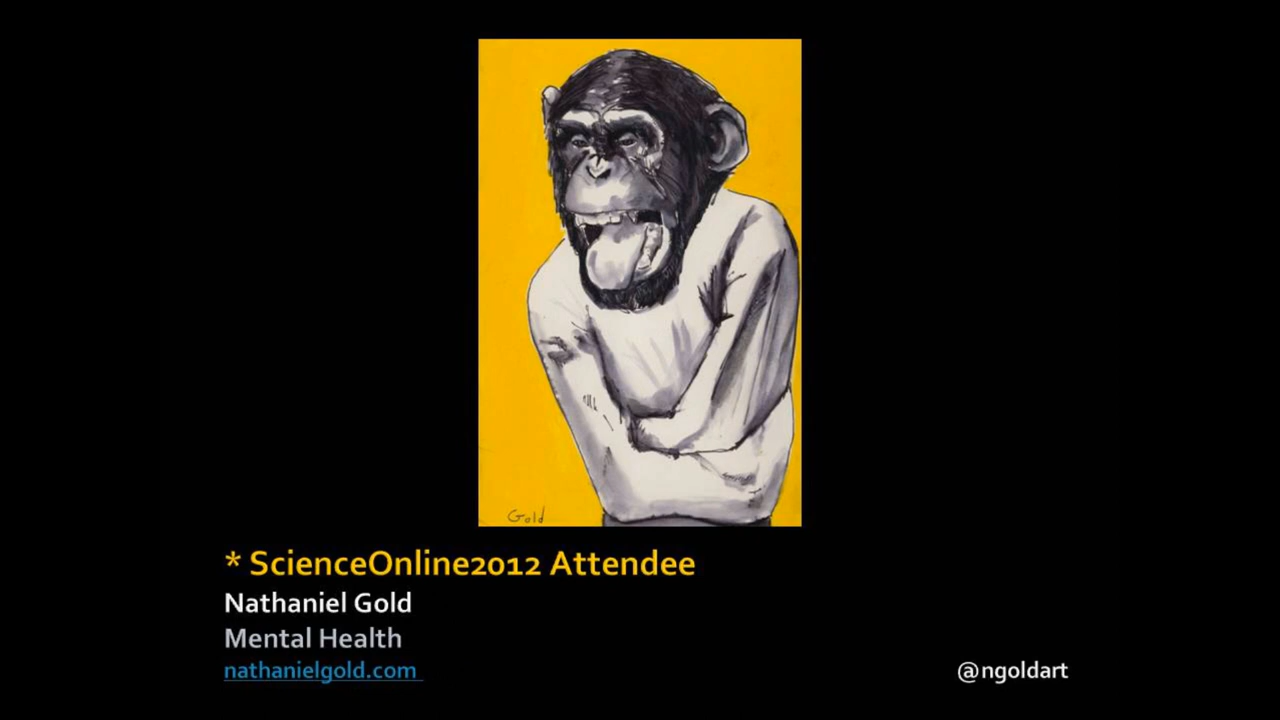 Gold
* ScienceOnline2012 Attendee
Nathaniel Gold
Mental Health
nathanielgold.com
@ngoldart